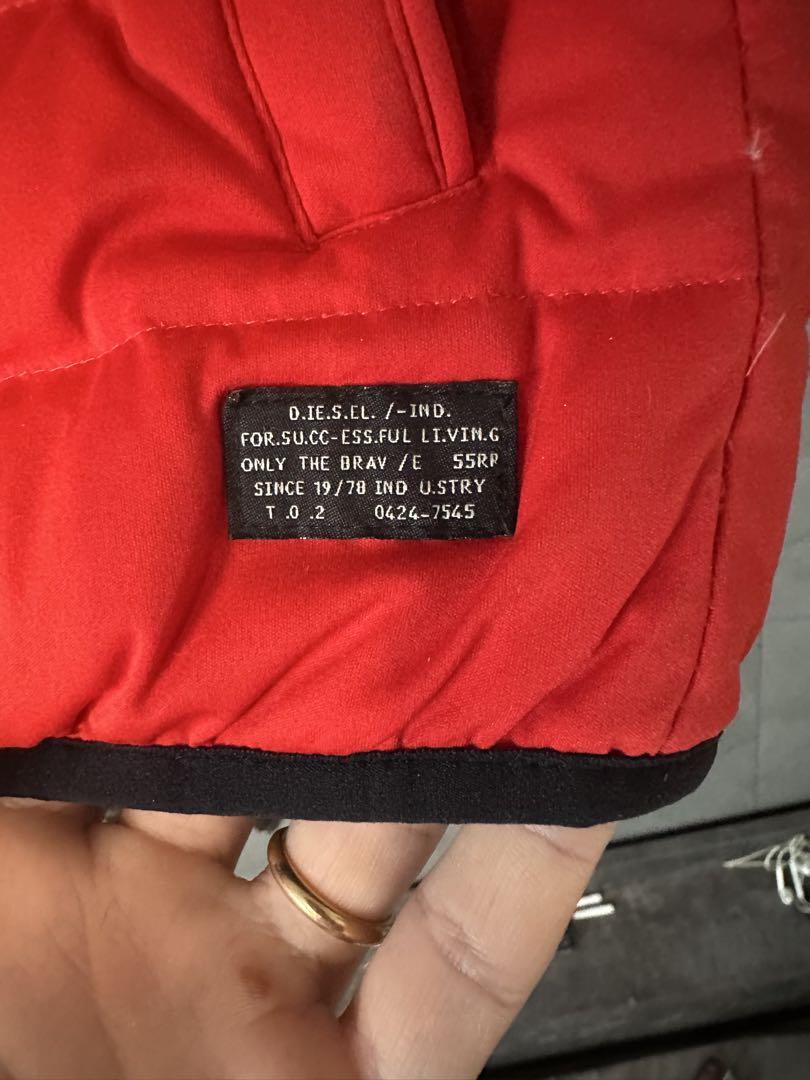 D.IE.S.EL. /-IND.
FOR.SU.CC-ESS.FUL LI.VIN.G
ONLY THE BRAV /E 55RR
SINCE 19/78 IND U.STRY
T .0 .2 0424-7545